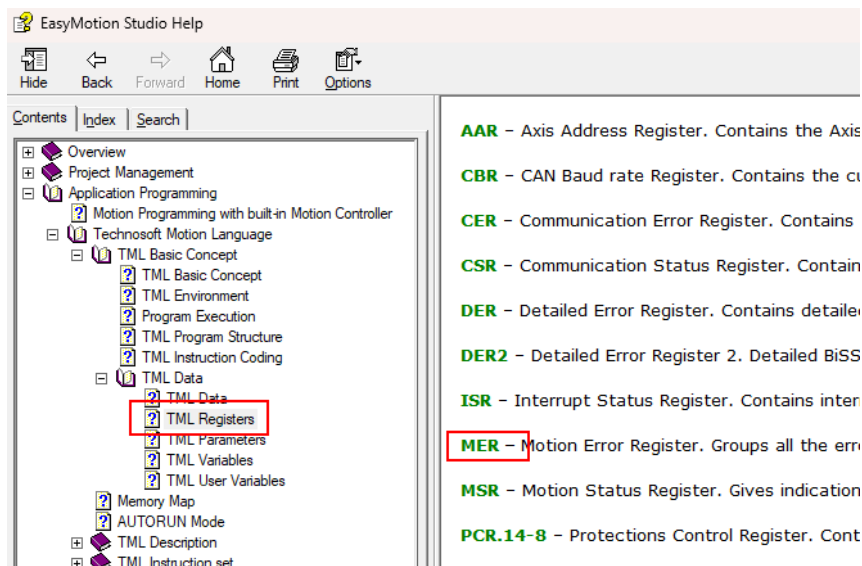 EasyMotion Studio Help
Hide Back Forward Home Print Options
Contents Index Search
Overview
Project Management
Application Programming
Motion Programming with built-in Motion Controller
Technosoft Motion Language
TML Basic Concept
TML Basic Concept
TML Environment
Program Execution
TML Program Structure
TML Instruction Coding
TML Data
TML Data
TML Registers
TML Parameters
TML Variables
TML User Variables
Memory Map
AUTORUN Mode
TML Description
TML Instruction set
AAR – Axis Address Register. Contains the Axis
CBR – CAN Baud rate Register. Contains the cu
CER – Communication Error Register. Contains
CSR – Communication Status Register. Contain
DER – Detailed Error Register. Contains detailed
DER2 – Detailed Error Register 2. Detailed BiSS
ISR – Interrupt Status Register. Contains inter
MER – Motion Error Register. Groups all the erro
MSR – Motion Status Register. Gives indication
PCR.14-8 – Protections Control Register. Cont